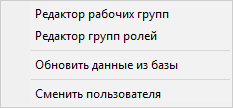 Редактор рабочих групп
Редактор групп ролей
Обновить данные из базы
Сменить пользователя